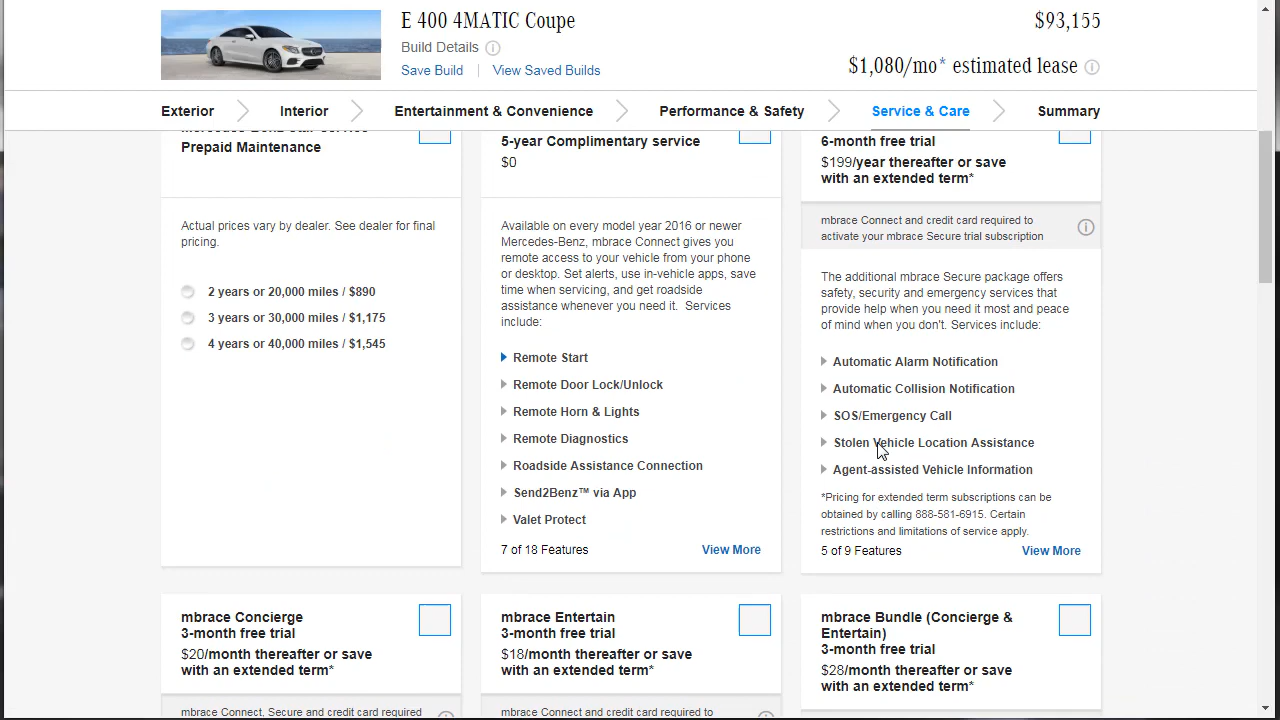 E 400 4MATIC Coupe
$93,155
Build Details
Save Build | View Saved Builds
$1,080/mo* estimated lease
Exterior
Interior
Entertainment & Convenience
Performance & Safety
Service & Care
Summary
Prepaid Maintenance
Actual prices vary by dealer. See dealer for final
pricing.
2 years or 20,000 miles / $890
3 years or 30,000 miles / $1,175
4 years or 40,000 miles / $1,545
5-year Complimentary service
$0
Available on every model year 2016 or newer
Mercedes-Benz, mbrace Connect gives you
remote access to your vehicle from your phone
or desktop. Set alerts, use in-vehicle apps, save
time when servicing, and get roadside
assistance whenever you need it. Services
include:
Remote Start
Remote Door Lock/Unlock
Remote Horn & Lights
Remote Diagnostics
Roadside Assistance Connection
Send2Benz™ via App
Valet Protect
7 of 18 Features
View More
6-month free trial
$199/year thereafter or save
with an extended term*
mbrace Connect and credit card required to
activate your mbrace Secure trial subscription
The additional mbrace Secure package offers
safety, security and emergency services that
provide help when you need it most and peace
of mind when you don't. Services include:
Automatic Alarm Notification
Automatic Collision Notification
SOS/Emergency Call
Stolen Vehicle Location Assistance
Agent-assisted Vehicle Information
*Pricing for extended term subscriptions can be
obtained by calling 888-581-6915. Certain
restrictions and limitations of service apply.
5 of 9 Features
View More
mbrace Concierge
3-month free trial
$20/month thereafter or save
with an extended term*
mbrace Connect, Secure and credit card required
mbrace Entertain
3-month free trial
$18/month thereafter or save
with an extended term*
mbrace Connect and credit card required to
mbrace Bundle (Concierge &
Entertain)
3-month free trial
$28/month thereafter or save
with an extended term*